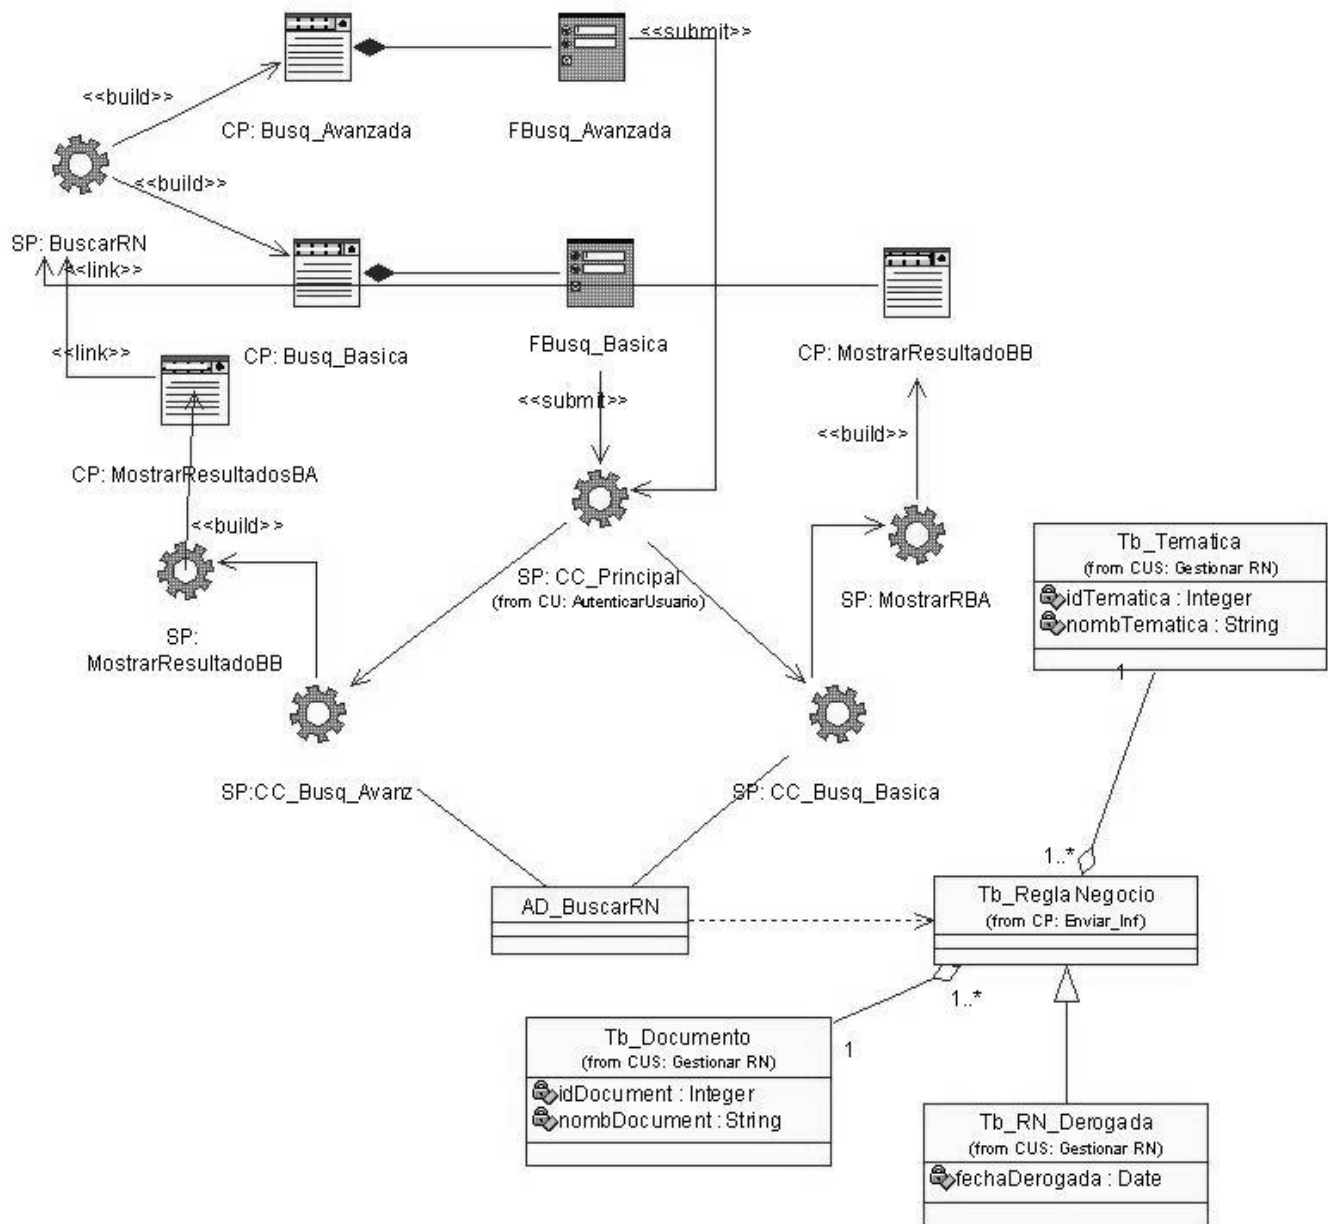 <<submit>>
<<build>>
CP: Busq_Avanzada
FBusq_Avanzada
<<build>>
SP: BuscarRN
<<link>>
<<link>>
CP: Busq_Basica
FBusq_Basica
CP: MostrarResultadoBB
<<submit>>
<<build>>
CP: MostrarResultadosBA
<<build>>
SP: CC_Principal
(from CU: AutenticarUsuario)
SP: MostrarRBA
SP:
MostrarResultadoBB
Tb_Tematica
(from CUS: Gestionar RN)
idTematica : Integer
nombTematica : String
1
SP:CC_Busq_Avanz
SP: CC_Busq_Basica
1..*
AD_BuscarRN
Tb_Regla Negocio
(from CP: Enviar_Inf)
1..*
Tb_Documento
(from CUS: Gestionar RN)
idDocument : Integer
nombDocument : String
1
Tb_RN_Derogada
(from CUS: Gestionar RN)
fechaDerogada : Date